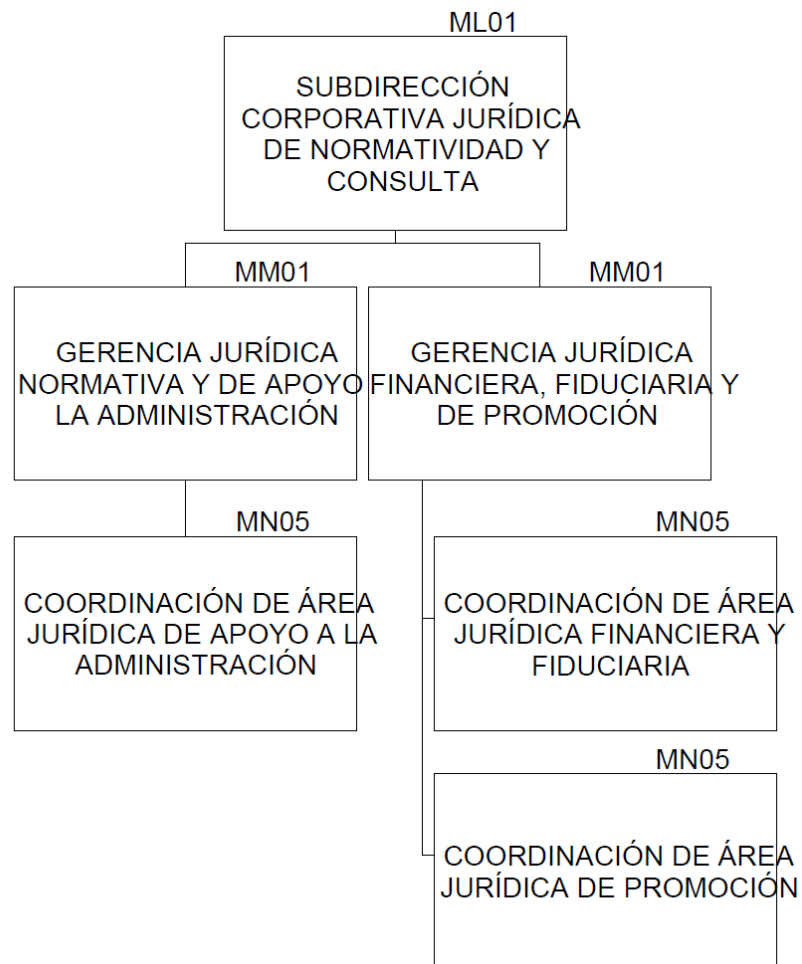 ML01
SUBDIRECCIÓN
CORPORATIVA JURÍDICA
DE NORMATIVIDAD Y
CONSULTA
MM01
GERENCIA JURÍDICA
NORMATIVA Y DE APOYO
LA ADMINISTRACIÓN
MM01
GERENCIA JURÍDICA
FINANCIERA, FIDUCIARIA Y
DE PROMOCIÓN
MN05
COORDINACIÓN DE ÁREA
JURÍDICA DE APOYO A LA
ADMINISTRACIÓN
MN05
COORDINACIÓN DE ÁREA
JURÍDICA FINANCIERA Y
FIDUCIARIA
MN05
COORDINACIÓN DE ÁREA
JURÍDICA DE PROMOCIÓN